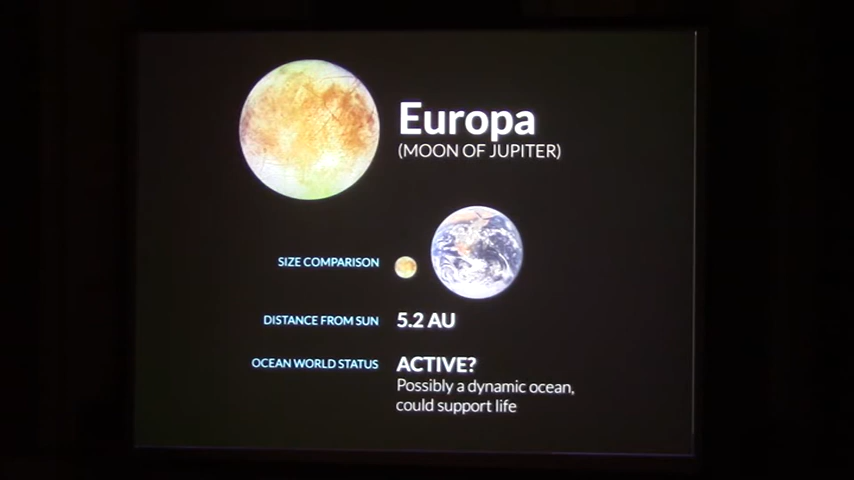 Europa
(MOON OF JUPITER)
SIZE COMPARISON
DISTANCE FROM SUN
5.2 AU
OCEAN WORLD STATUS
ACTIVE?
Possibly a dynamic ocean,
could support life